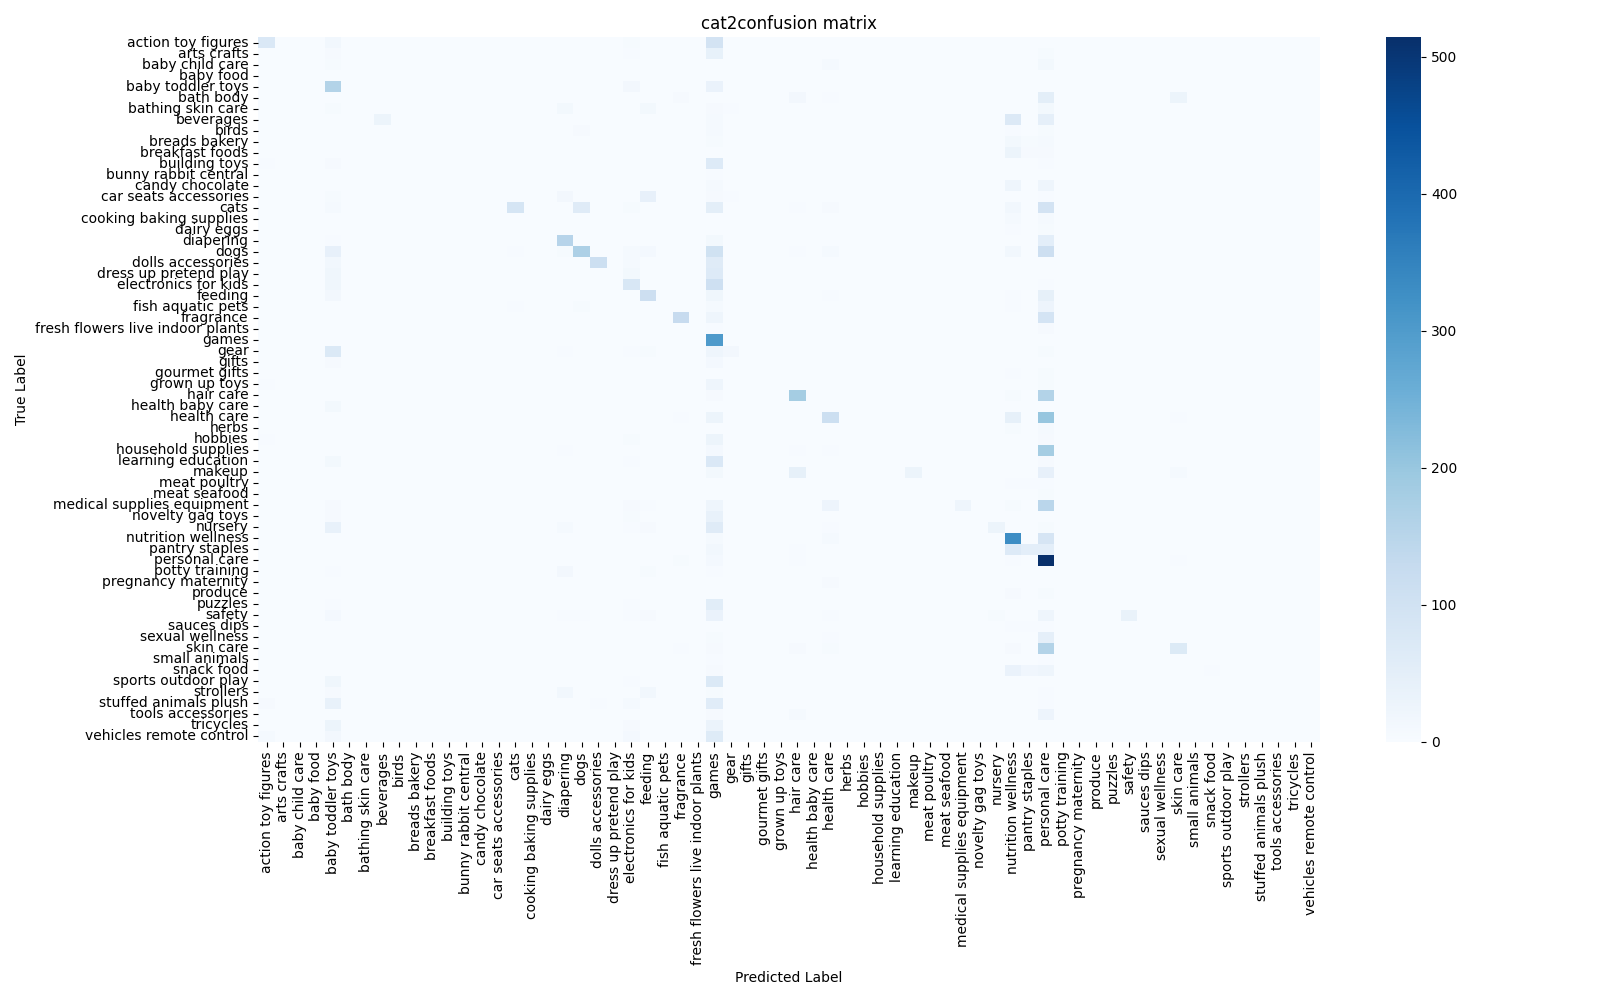 cat2confusion matrix
True Label
action toy figures
arts crafts
baby child care
baby food
baby toddler toys
bath body
bathing skin care
beverages
birds
breads bakery
breakfast foods
building toys
bunny rabbit central
candy chocolate
car seats accessories
cats
cooking baking supplies
dairy eggs
diapering
dogs
dolls accessories
dress up pretend play
electronics for kids
feeding
fish aquatic pets
fragrance
fresh flowers live indoor plants
games
gear
gifts
gourmet gifts
grown up toys
hair care
health baby care
health care
herbs
hobbies
household supplies
learning education
makeup
meat poultry
meat seafood
medical supplies equipment
novelty gag toys
nursery
nutrition wellness
pantry staples
personal care
potty training
pregnancy maternity
produce
puzzles
safety
sauces dips
sexual wellness
skin care
small animals
snack food
sports outdoor play
strollers
stuffed animals plush
tools accessories
tricycles
vehicles remote control
action toy figures
arts crafts
baby child care
baby food
baby toddler toys
bath body
bathing skin care
beverages
birds
breads bakery
breakfast foods
building toys
bunny rabbit central
candy chocolate
car seats accessories
cats
cooking baking supplies
dairy eggs
diapering
dogs
dolls accessories
dress up pretend play
electronics for kids
feeding
fish aquatic pets
fragrance
fresh flowers live indoor plants
games
gear
gifts
gourmet gifts
grown up toys
hair care
health baby care
health care
herbs
hobbies
household supplies
learning education
makeup
meat poultry
meat seafood
medical supplies equipment
novelty gag toys
nursery
nutrition wellness
pantry staples
personal care
potty training
pregnancy maternity
produce
puzzles
safety
sauces dips
sexual wellness
skin care
small animals
snack food
sports outdoor play
strollers
stuffed animals plush
tools accessories
tricycles
vehicles remote control
Predicted Label
500
400
300
200
100
0